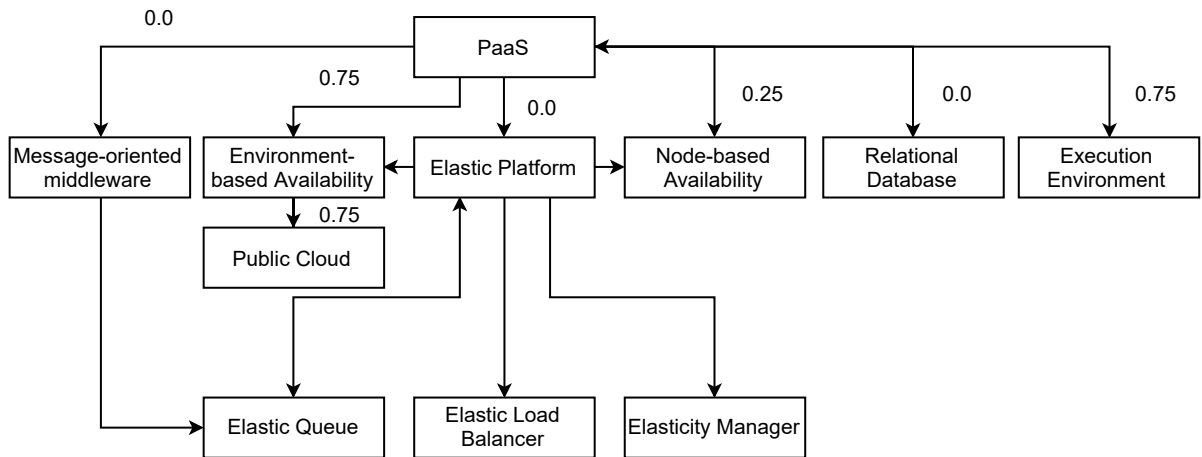 0.0
PaaS
0.75
0.0
0.25
0.0
0.75
Message-oriented
middleware
Environment-
based Availability
Elastic Platform
Node-based
Availability
Relational
Database
Execution
Environment
0.75
Public Cloud
Elastic Queue
Elastic Load
Balancer
Elasticity Manager